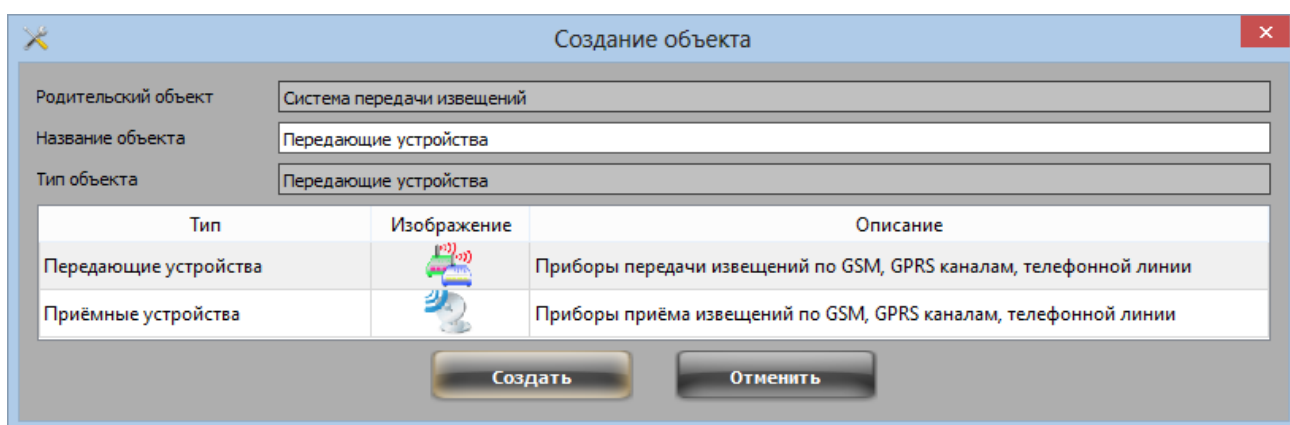 Создание объекта
Родительский объект Система передачи извещений
Название объекта Передающие устройства
Тип объекта Передающие устройства
Тип Изображение Описание
Передающие устройства Приборы передачи извещений по GSM, GPRS каналам, телефонной линии
Приёмные устройства Приборы приёма извещений по GSM, GPRS каналам, телефонной линии
Создать Отменить